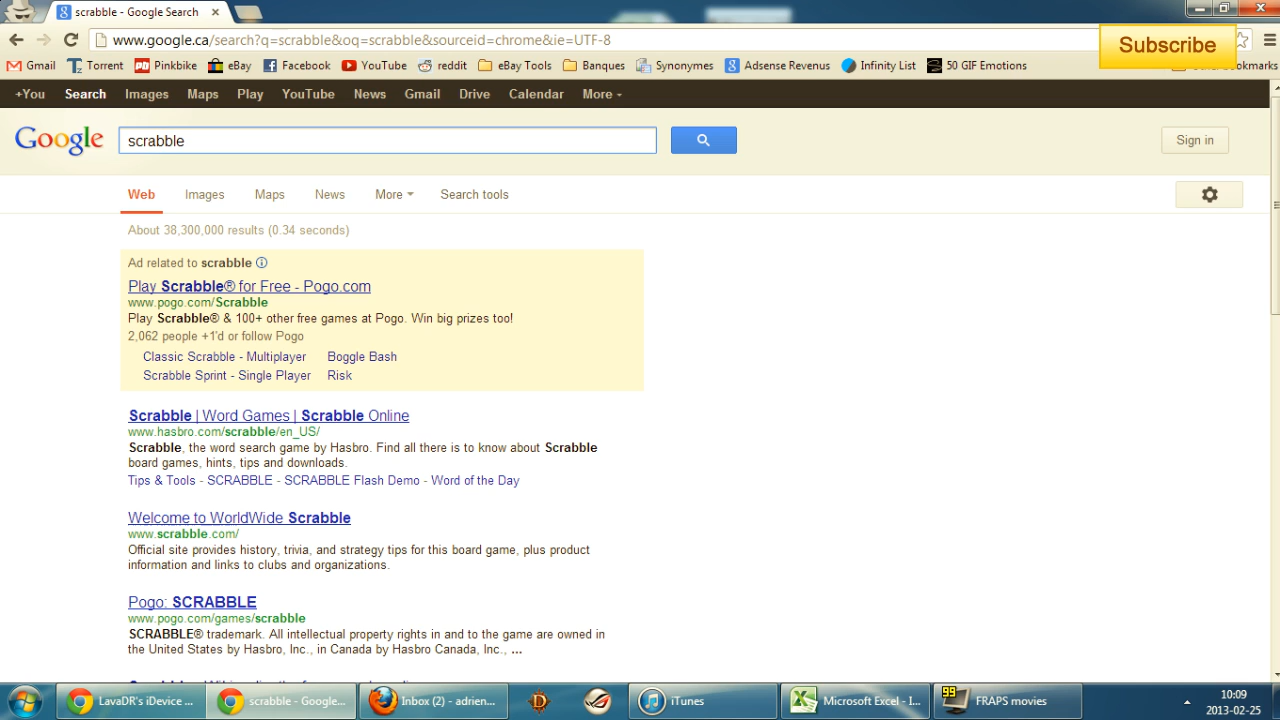 scrabble - Google Search
www.google.ca/search?q=scrabble&oq=scrabble&sourceid=chrome&ie=UTF-8
Subscribe
Gmail Torrent Pinkbike eBay Facebook YouTube reddit eBay Tools Banques Synonymes Adsense Revenus Infinity List 50 GIF Emotions Bookmarks
+You Search Images Maps Play YouTube News Gmail Drive Calendar More
Google scrabble Sign in
Web Images Maps News More Search tools
About 38,300,000 results (0.34 seconds)
Ad related to scrabble
Play Scrabble® for Free - Pogo.com
www.pogo.com/Scrabble
Play Scrabble® & 100+ other free games at Pogo. Win big prizes too!
2,062 people +1'd or follow Pogo
Classic Scrabble - Multiplayer Boggle Bash
Scrabble Sprint - Single Player Risk
Scrabble | Word Games | Scrabble Online
www.hasbro.com/scrabble/en_US/
Scrabble, the word search game by Hasbro. Find all there is to know about Scrabble
board games, hints, tips and downloads.
Tips & Tools - SCRABBLE - SCRABBLE Flash Demo - Word of the Day
Welcome to WorldWide Scrabble
www.scrabble.com/
Official site provides history, trivia, and strategy tips for this board game, plus product
information and links to clubs and organizations.
Pogo: SCRABBLE
www.pogo.com/games/scrabble
SCRABBLE® trademark. All intellectual property rights in and to the game are owned in
the United States by Hasbro, Inc., in Canada by Hasbro Canada, Inc., ...
LavaDR's iDevice ... scrabble - Google... Inbox (2) - adrien... iTunes Microsoft Excel - I... 99 FRAPS movies 10:09
2013-02-25